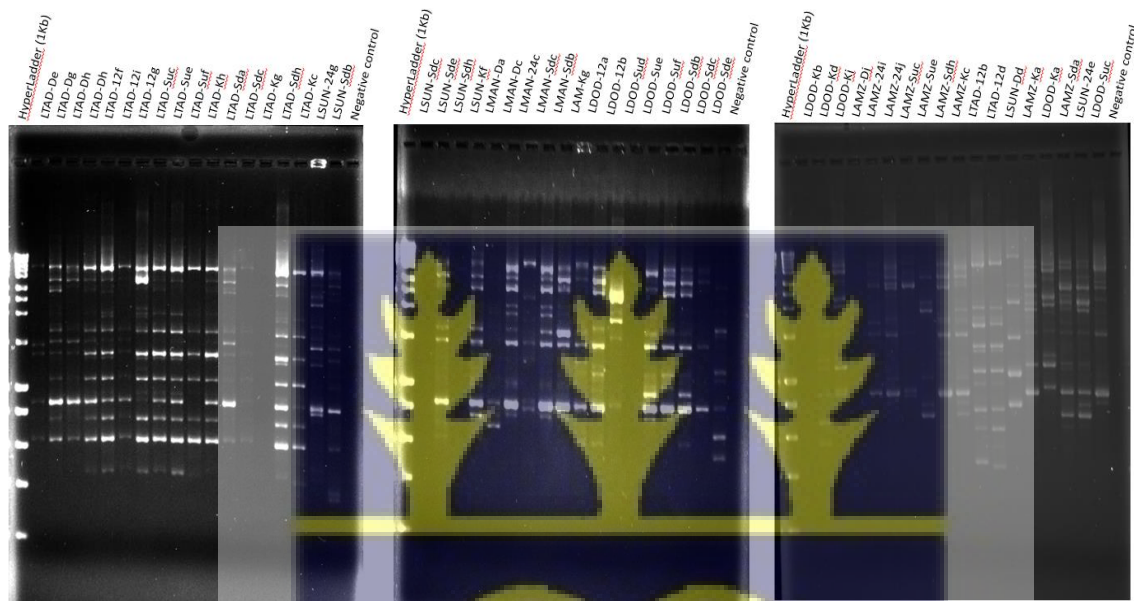 HyperLadder (1Kb)
LTAD-De
LTAD-Dg
LTAD-Dh
LTAD-Dh
LTAD-12f
LTAD-12i
LTAD-12g
LTAD-Suc
LTAD-Sue
LTAD-Suf
LTAD-Kh
LTAD-Sda
LTAD-Sdc
LTAD-Kg
LTAD-Sdh
LTAD-Kc
LSUN-24g
LSUN-Sdb
Negative control
HyperLadder (1Kb)
LSUN-Sdc
LSUN-Sde
LSUN-Sdh
LSUN-Kf
LMAN-Da
LMAN-Dc
LMAN-24c
LMAN-Sdc
LMAN-Sdb
LAM-Kg
LDOD-12a
LDOD-12b
LDOD-Sud
LDOD-Sue
LDOD-Suf
LDOD-Sdb
LDOD-Sdc
LDOD-Sde
Negative control
HyperLadder (1Kb)
LDOD-Kb
LDOD-Kd
LDOD-Kj
LAMZ-Dj
LAMZ-24i
LAMZ-24j
LAMZ-Suc
LAMZ-Sue
LAMZ-Sdh
LAMZ-Kc
LTAD-12b
LTAD-12d
LSUN-Dd
LAMZ-Ka
LDOD-Ka
LAMZ-Sda
LSUN-24e
LDOD-Suc
Negative control